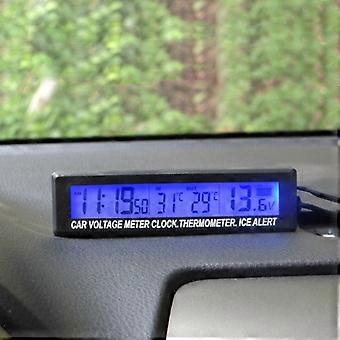 11:19 50 31°C 29°C 13.6V
CAR VOLTAGE METER CLOCK.THERMOMETER. ICE ALERT